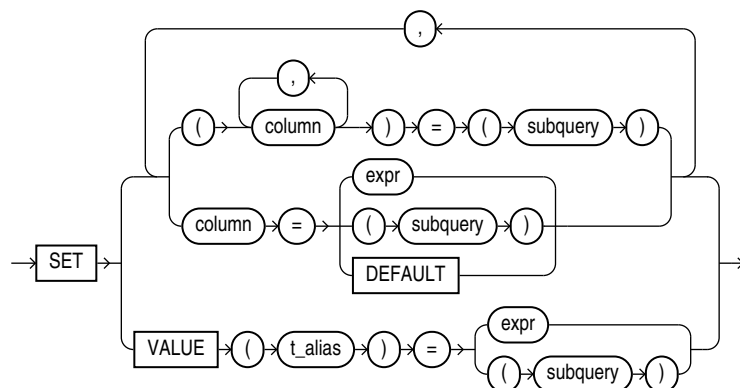 ,
,
( column ) = ( subquery )
expr
column = ( subquery )
SET DEFAULT
expr
VALUE ( t_alias ) =
( subquery )